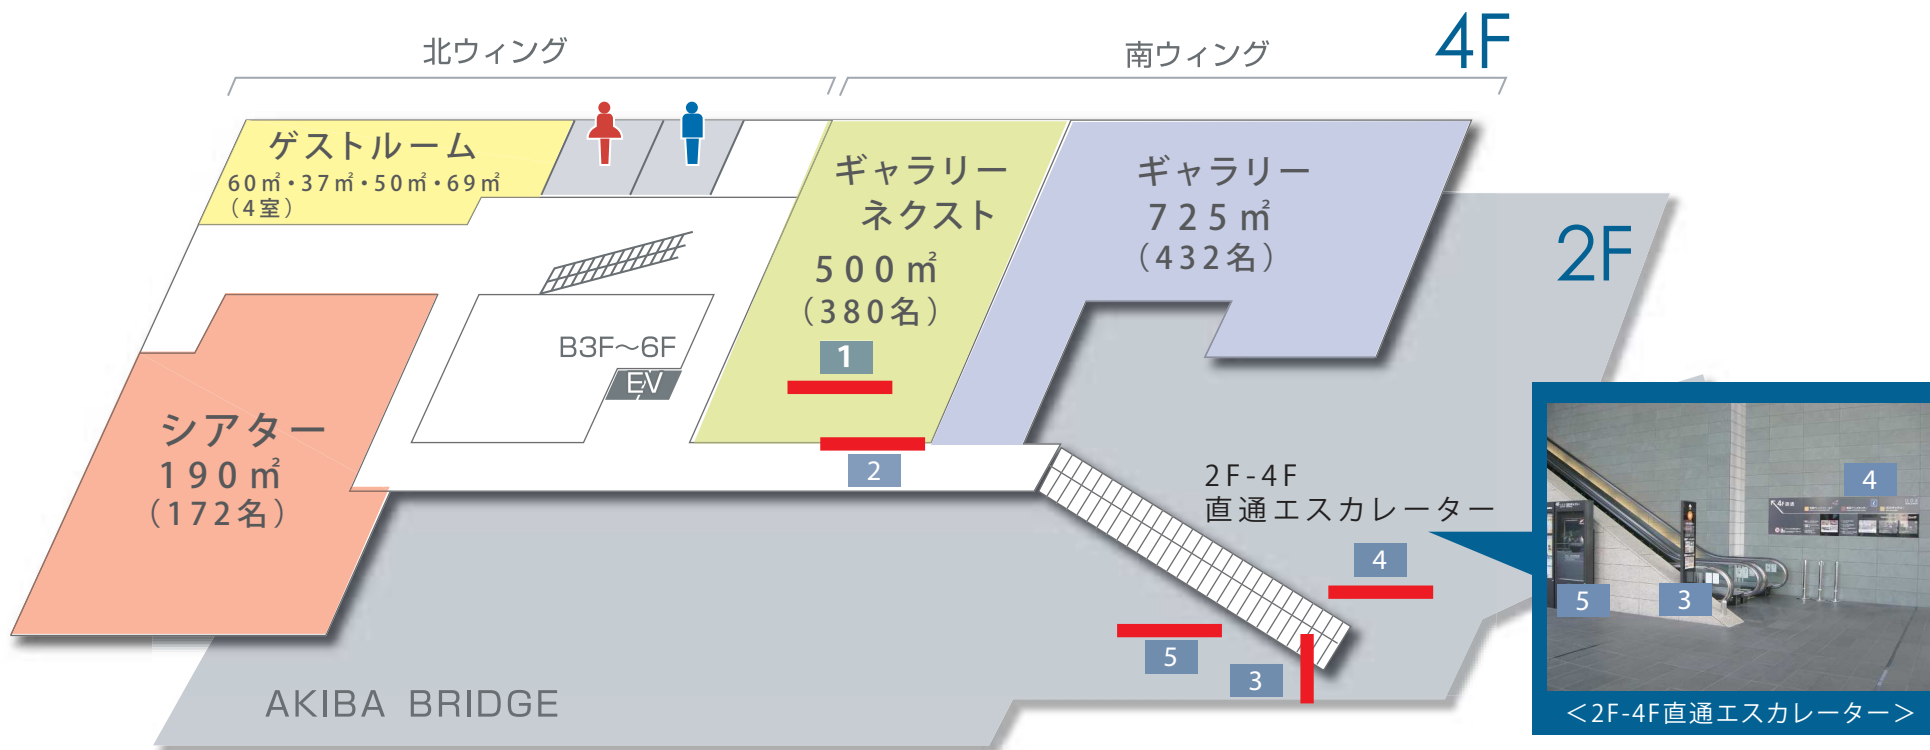 北ウィング
南ウィング
4F
ゲストルーム
60㎡・37㎡・50㎡・69㎡
（4室）
ギャラリー
ネクスト
500㎡
（380名）
ギャラリー
725㎡
（432名）
2F
B3F～6F
EV
1
シアター
190㎡
（172名）
2
2F-4F
直通エスカレーター
4
5
3
AKIBA BRIDGE
4
5
3
＜2F-4F直通エスカレーター＞